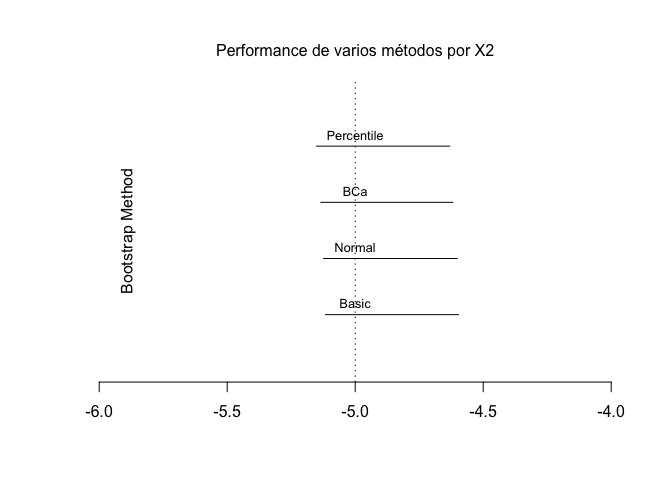 Performance de varios métodos por X2
Percentile
BCa
Normal
Basic
Bootstrap Method
-6.0 -5.5 -5.0 -4.5 -4.0